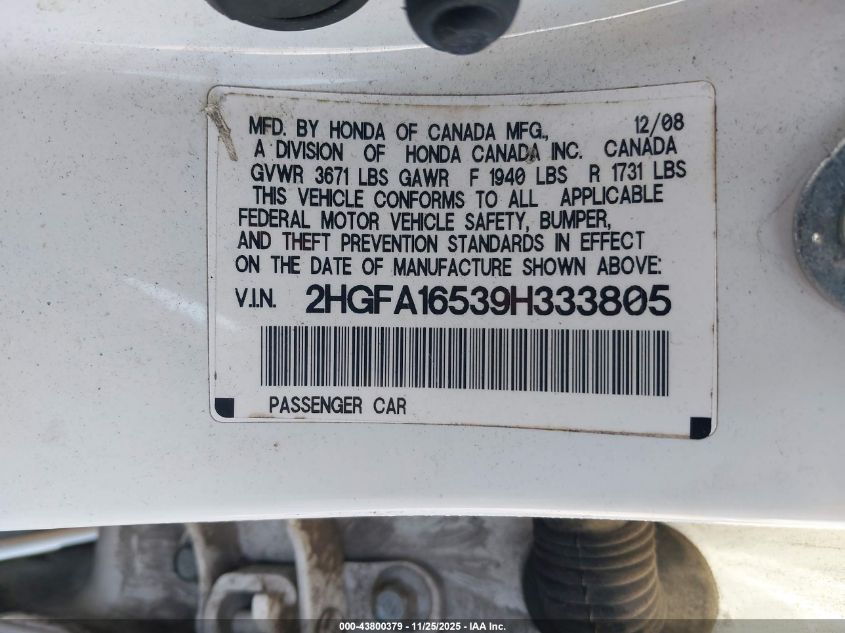 MFD. BY HONDA OF CANADA MFG., 12/08
A DIVISION OF HONDA CANADA INC. CANADA
GVWR 3671 LBS GAWR F 1940 LBS R 1731 LBS
THIS VEHICLE CONFORMS TO ALL APPLICABLE
FEDERAL MOTOR VEHICLE SAFETY, BUMPER,
AND THEFT PREVENTION STANDARDS IN EFFECT
ON THE DATE OF MANUFACTURE SHOWN ABOVE:
V.I.N. 2HGFA16539H333805
PASSENGER CAR
000-43800379 - 11/25/2025 - IAA Inc.